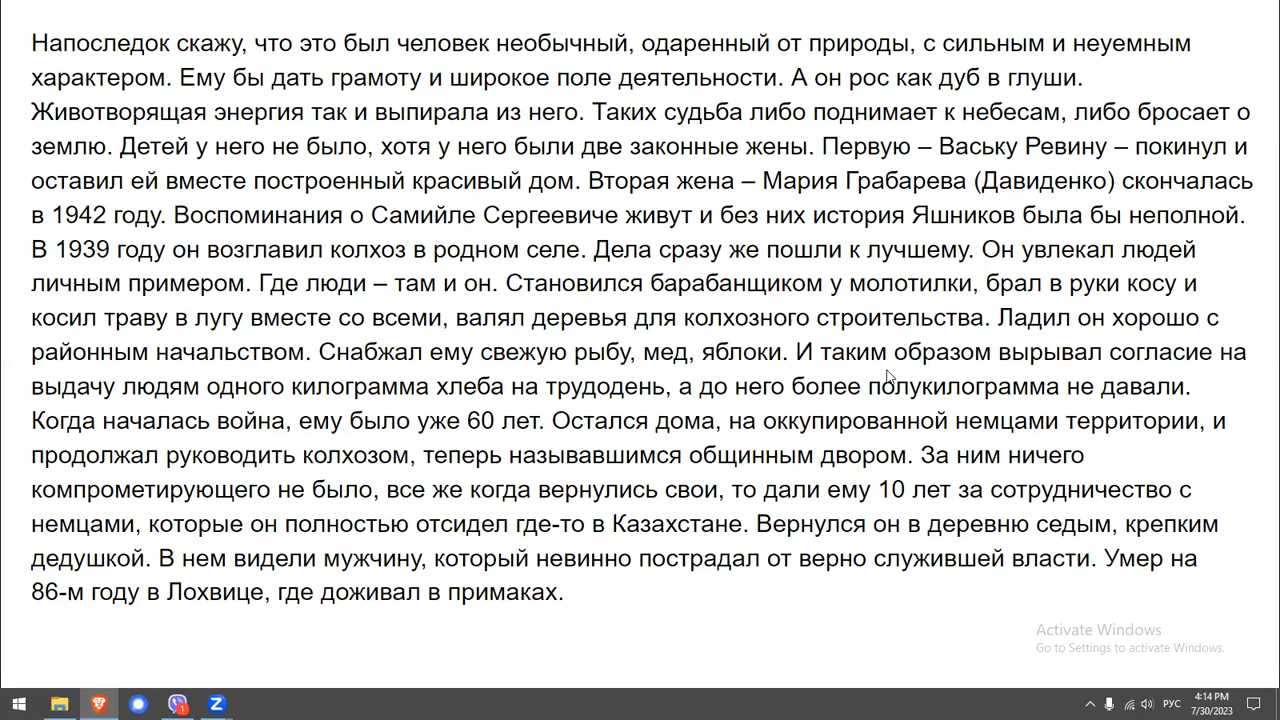 Напоследок скажу, что это был человек необычный, одаренный от природы, с сильным и неуемным
характером. Ему бы дать грамоту и широкое поле деятельности. А он рос как дуб в глуши.
Животворящая энергия так и выпирала из него. Таких судьба либо поднимает к небесам, либо бросает о
землю. Детей у него не было, хотя у него были две законные жены. Первую – Ваську Ревину – покинул и
оставил ей вместе построенный красивый дом. Вторая жена – Мария Грабарева (Давиденко) скончалась
в 1942 году. Воспоминания о Самийле Сергеевиче живут и без них история Яшников была бы неполной.
В 1939 году он возглавил колхоз в родном селе. Дела сразу же пошли к лучшему. Он увлекал людей
личным примером. Где люди – там и он. Становился барабанщиком у молотилки, брал в руки косу и
косил траву в лугу вместе со всеми, валял деревья для колхозного строительства. Ладил он хорошо с
районным начальством. Снабжал ему свежую рыбу, мед, яблоки. И таким образом вырывал согласие на
выдачу людям одного килограмма хлеба на трудодень, а до него более полукилограмма не давали.
Когда началась война, ему было уже 60 лет. Остался дома, на оккупированной немцами территории, и
продолжал руководить колхозом, теперь называвшимся общинным двором. За ним ничего
компрометирующего не было, все же когда вернулись свои, то дали ему 10 лет за сотрудничество с
немцами, которые он полностью отсидел где-то в Казахстане. Вернулся он в деревню седым, крепким
дедушкой. В нем видели мужчину, который невинно пострадал от верно служившей власти. Умер на
86-м году в Лохвице, где доживал в примаках.
Activate Windows
Go to Settings to activate Windows.
1
РУС
4:14 PM
7/30/2023